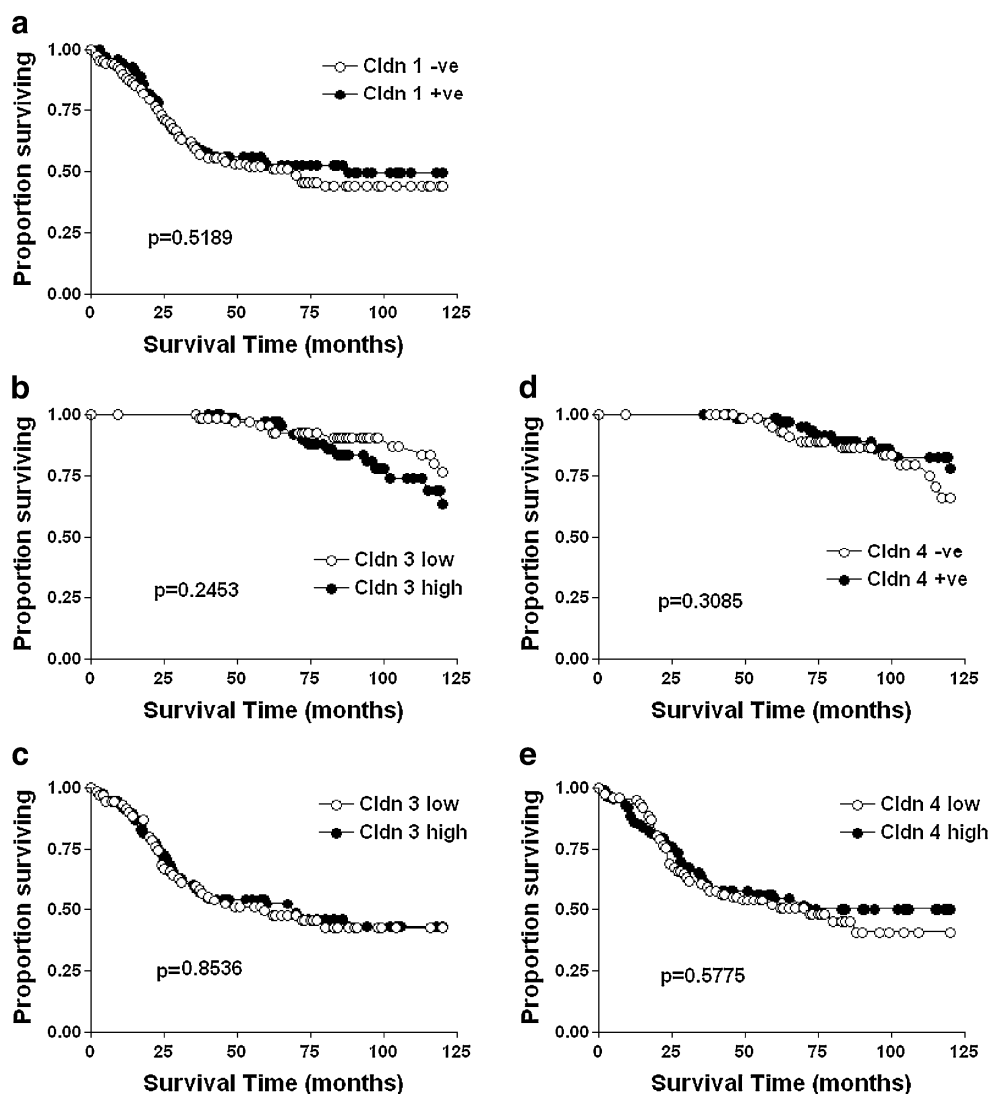 a
1.00
0.75
0.50
0.25
0.00
Proportion surviving
Cldn 1 -ve
Cldn 1 +ve
p=0.5189
0 25 50 75 100 125
Survival Time (months)
b
1.00
0.75
0.50
0.25
0.00
Proportion surviving
Cldn 3 low
Cldn 3 high
p=0.2453
0 25 50 75 100 125
Survival Time (months)
d
1.00
0.75
0.50
0.25
0.00
Proportion surviving
Cldn 4 -ve
Cldn 4 +ve
p=0.3085
0 25 50 75 100 125
Survival Time (months)
c
1.00
0.75
0.50
0.25
0.00
Proportion surviving
Cldn 3 low
Cldn 3 high
p=0.8536
0 25 50 75 100 125
Survival Time (months)
e
1.00
0.75
0.50
0.25
0.00
Proportion surviving
Cldn 4 low
Cldn 4 high
p=0.5775
0 25 50 75 100 125
Survival Time (months)